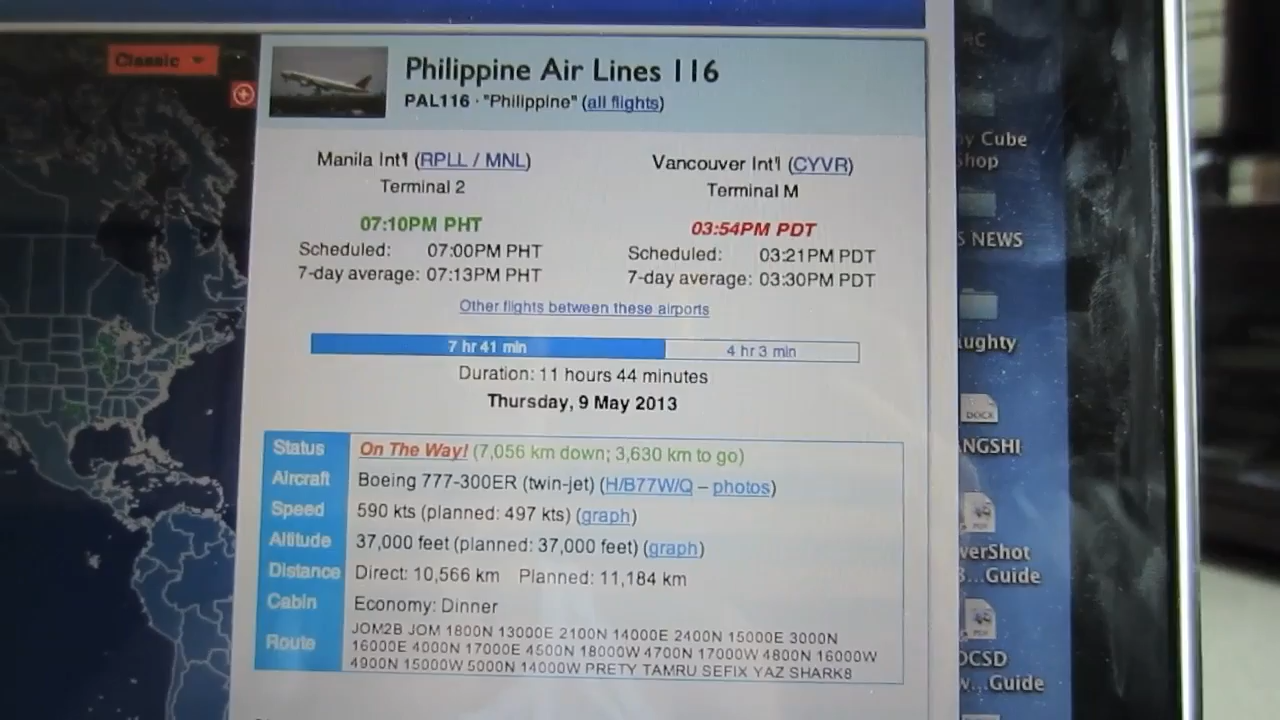 Classic
Philippine Air Lines 116
PAL116 · "Philippine" (all flights)
Manila Int'l (RPLL / MNL)
Terminal 2
07:10PM PHT
Scheduled: 07:00PM PHT
7-day average: 07:13PM PHT
Vancouver Int'l (CYVR)
Terminal M
03:54PM PDT
Scheduled: 03:21PM PDT
7-day average: 03:30PM PDT
Other flights between these airports
7 hr 41 min
4 hr 3 min
Duration: 11 hours 44 minutes
Thursday, 9 May 2013
Status On The Way! (7,056 km down; 3,630 km to go)
Aircraft Boeing 777-300ER (twin-jet) (H/B77W/Q – photos)
Speed 590 kts (planned: 497 kts) (graph)
Altitude 37,000 feet (planned: 37,000 feet) (graph)
Distance Direct: 10,566 km Planned: 11,184 km
Cabin Economy: Dinner
Route JOM2B JOM 1800N 13000E 2100N 14000E 2400N 15000E 3000N
16000E 4000N 17000E 4500N 18000W 4700N 17000W 4800N 16000W
4900N 15000W 5000N 14000W PRETY TAMRU SEFIX YAZ SHARK8
Cube
hop
NEWS
ughty
DOCX
ANGSHI
PDF
werShot
...Guide
PDF
OCSD
w...Guide